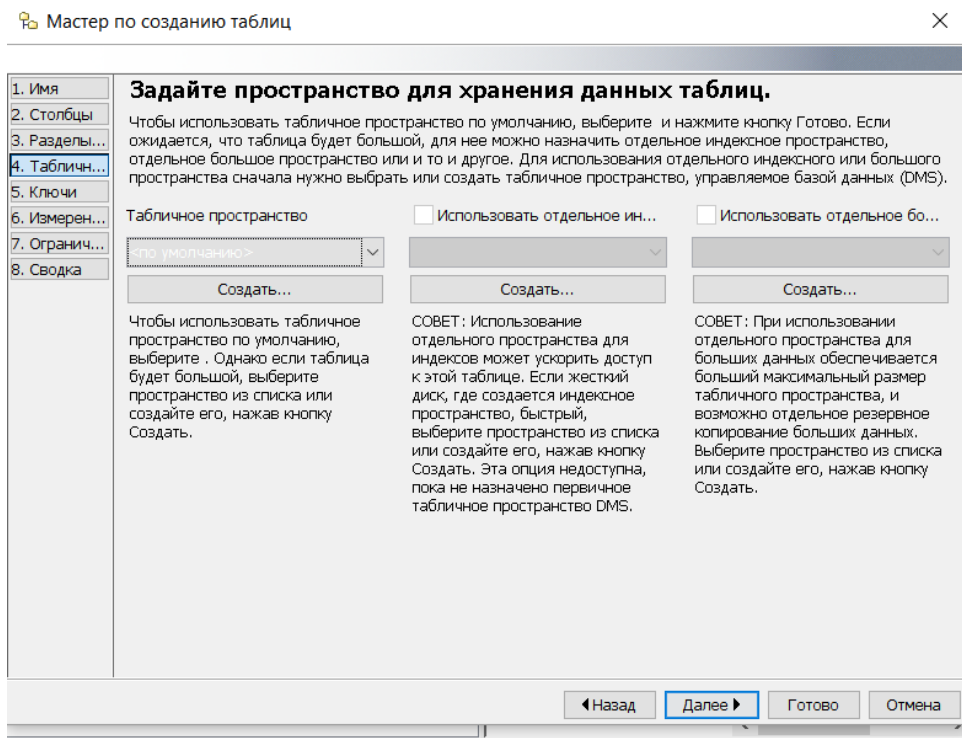 Мастер по созданию таблиц
1. Имя
2. Столбцы
3. Разделы...
4. Табличн...
5. Ключи
6. Измерен...
7. Огранич...
8. Сводка
Задайте пространство для хранения данных таблиц.
Чтобы использовать табличное пространство по умолчанию, выберите  и нажмите кнопку Готово. Если
ожидается, что таблица будет большой, для нее можно назначить отдельное индексное пространство,
отдельное большое пространство или и то и другое. Для использования отдельного индексного или большого
пространства сначала нужно выбрать или создать табличное пространство, управляемое базой данных (DMS).
Табличное пространство
<по умолчанию>
Создать...
Чтобы использовать табличное
пространство по умолчанию,
выберите . Однако если таблица
будет большой, выберите
пространство из списка или
создайте его, нажав кнопку
Создать.
Использовать отдельное ин...
Создать...
СОВЕТ: Использование
отдельного пространства для
индексов может ускорить доступ
к этой таблице. Если жесткий
диск, где создается индексное
пространство, быстрый,
выберите пространство из списка
или создайте его, нажав кнопку
Создать. Эта опция недоступна,
пока не назначено первичное
табличное пространство DMS.
Использовать отдельное бо...
Создать...
СОВЕТ: При использовании
отдельного пространства для
больших данных обеспечивается
больший максимальный размер
табличного пространства, и
возможно отдельное резервное
копирование больших данных.
Выберите пространство из списка
или создайте его, нажав кнопку
Создать.
Назад
Далее
Готово
Отмена